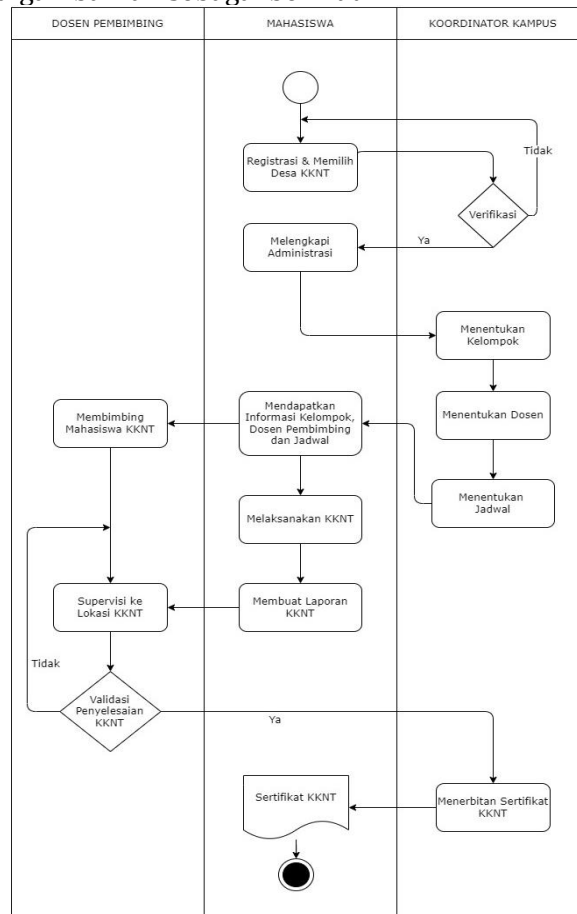 DOSEN PEMBIMBING
MAHASISWA
KOORDINATOR KAMPUS
Registrasi & Memilih
Desa KKNT
Tidak
Verifikasi
Ya
Melengkapi
Administrasi
Menentukan
Kelompok
Menentukan Dosen
Menentukan
Jadwal
Mendapatkan
Informasi Kelompok,
Dosen Pembimbing
dan Jadwal
Membimbing
Mahasiswa KKNT
Melaksanakan KKNT
Membuat Laporan
KKNT
Supervisi ke
Lokasi KKNT
Tidak
Validasi
Penyelesaian
KKNT
Ya
Menerbitan Sertifikat
KKNT
Sertifikat KKNT